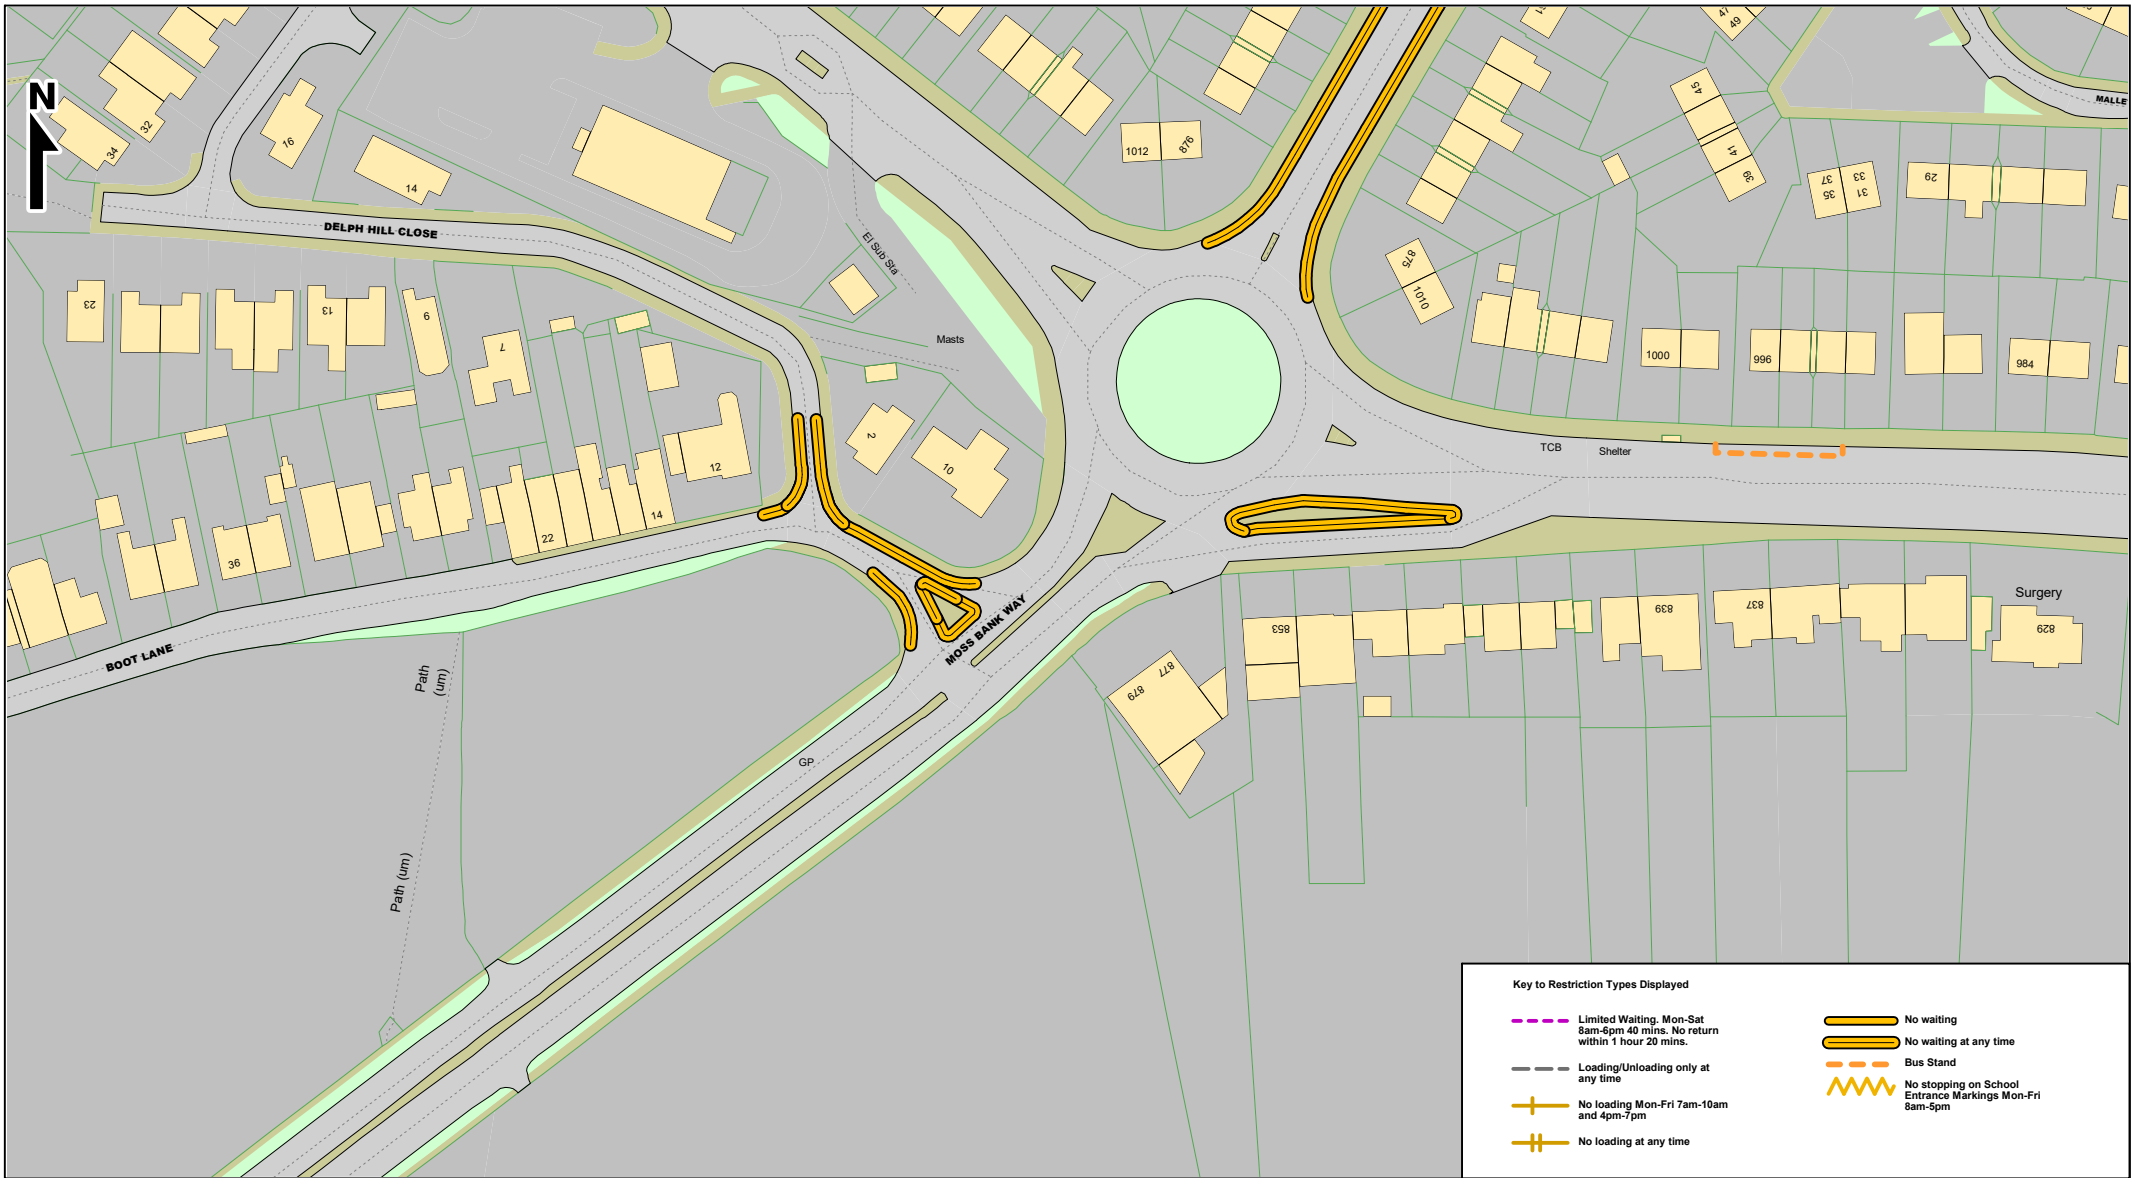 N
47
49
32
34
16
14
1012
876
45
41
39
37
35
33
31
29
MALLE
DELPH HILL CLOSE
El Sub Sta
875
1010
23
13
9
7
Masts
1000
996
984
2
10
12
14
22
36
TCB
Shelter
BOOT LANE
MOSS BANK WAY
Path
(um)
Path (um)
GP
853
839
837
829
Surgery
877
879
Key to Restriction Types Displayed
Limited Waiting. Mon-Sat
8am-6pm 40 mins. No return
within 1 hour 20 mins.
Loading/Unloading only at
any time
No loading Mon-Fri 7am-10am
and 4pm-7pm
No loading at any time
No waiting
No waiting at any time
Bus Stand
No stopping on School
Entrance Markings Mon-Fri
8am-5pm